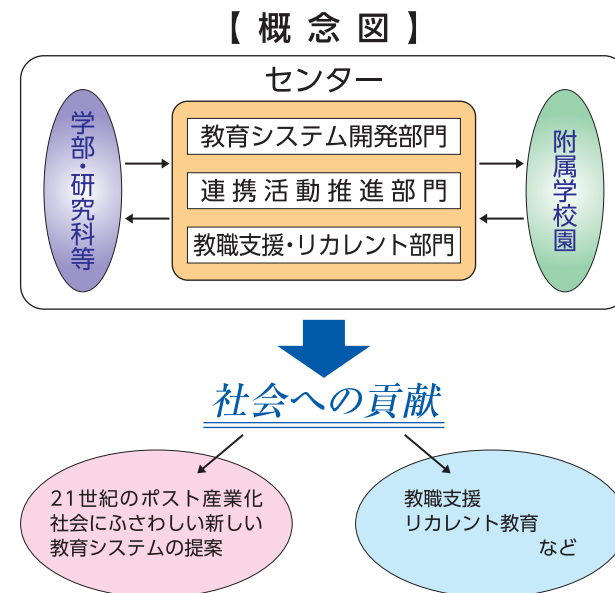 【概念図】
センター
学部・研究科等
教育システム開発部門
連携活動推進部門
教職支援・リカレント部門
附属学校園
社会への貢献
21世紀のポスト産業化
社会にふさわしい新しい
教育システムの提案
教職支援
リカレント教育
など